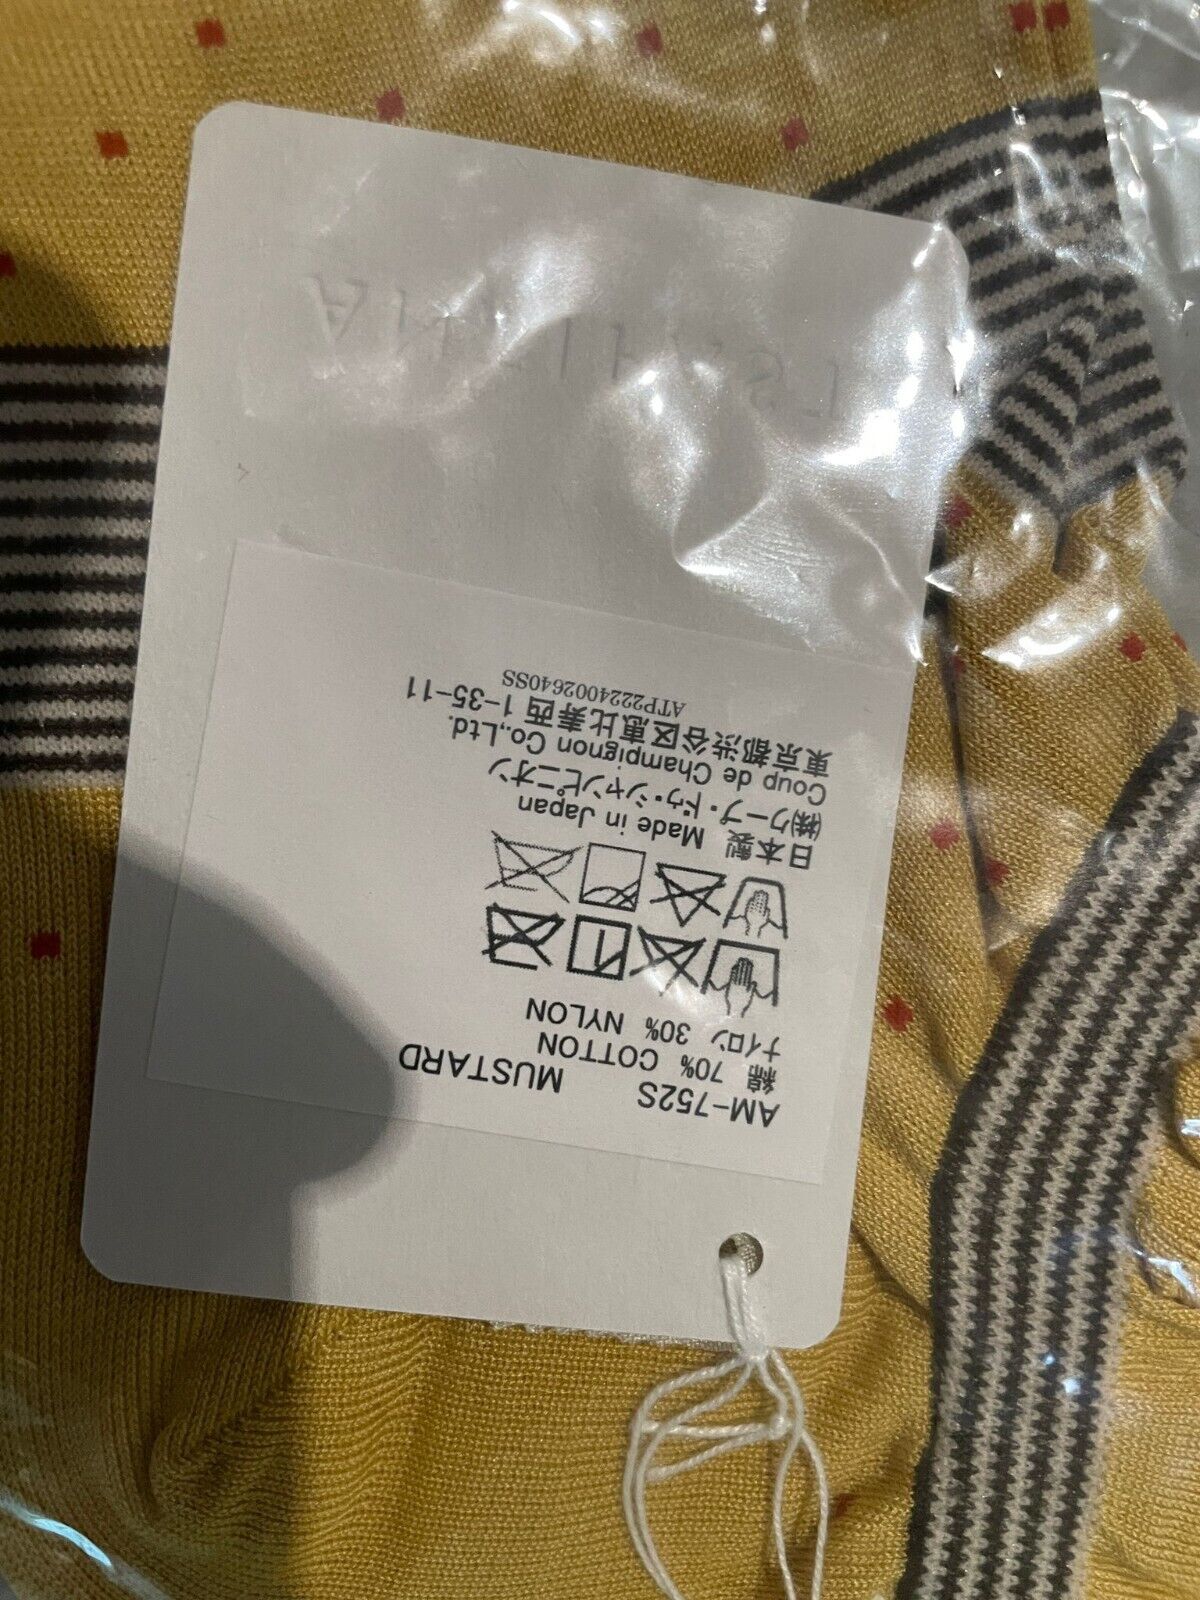 AM-752S MUSTARD
綿 70% COTTON
ナイロン 30% NYLON
日本製 Made in Japan
㈱クープ・ドゥ・シャンピニオン
Coup de Champignon Co.,Ltd.
東京都渋谷区恵比寿西1-35-11
ATP22240002640SS